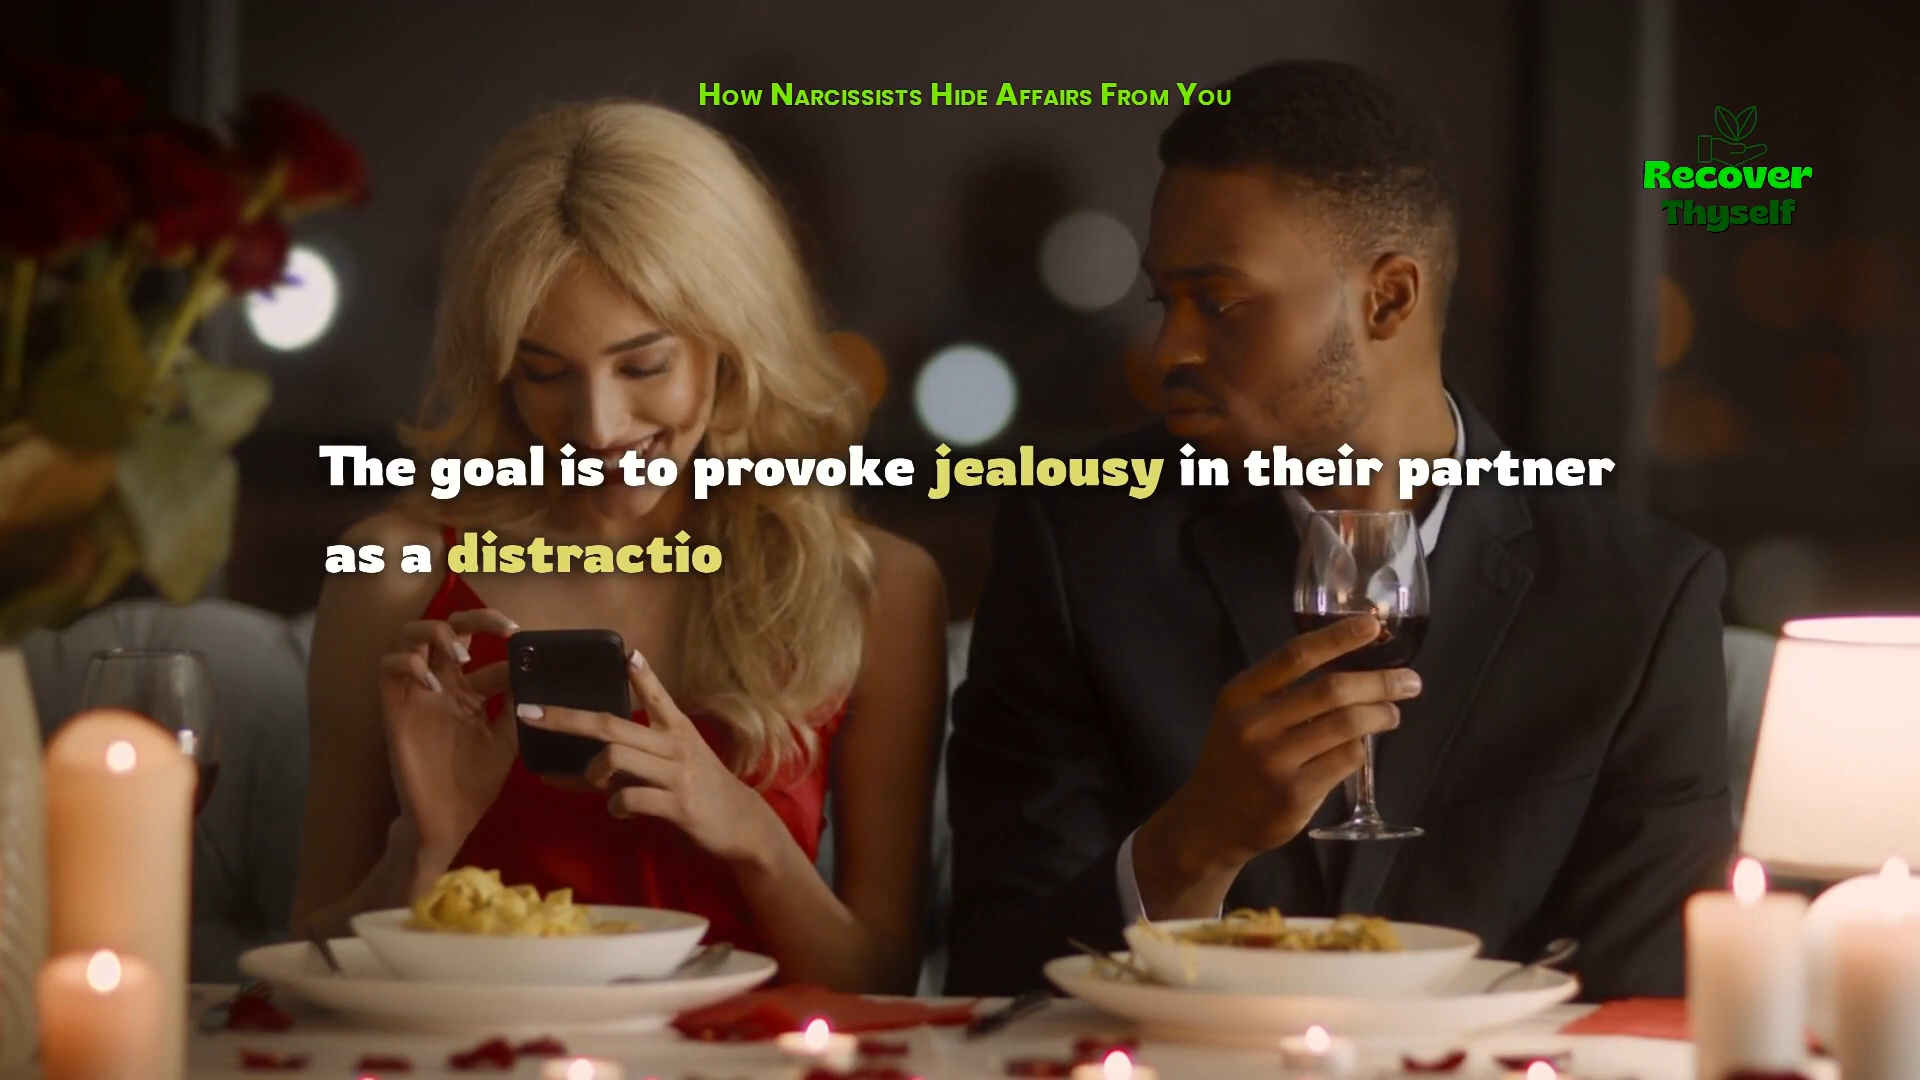 How Narcissists Hide Affairs From You
Recover
Thyself
The goal is to provoke jealousy in their partner
as a distractio